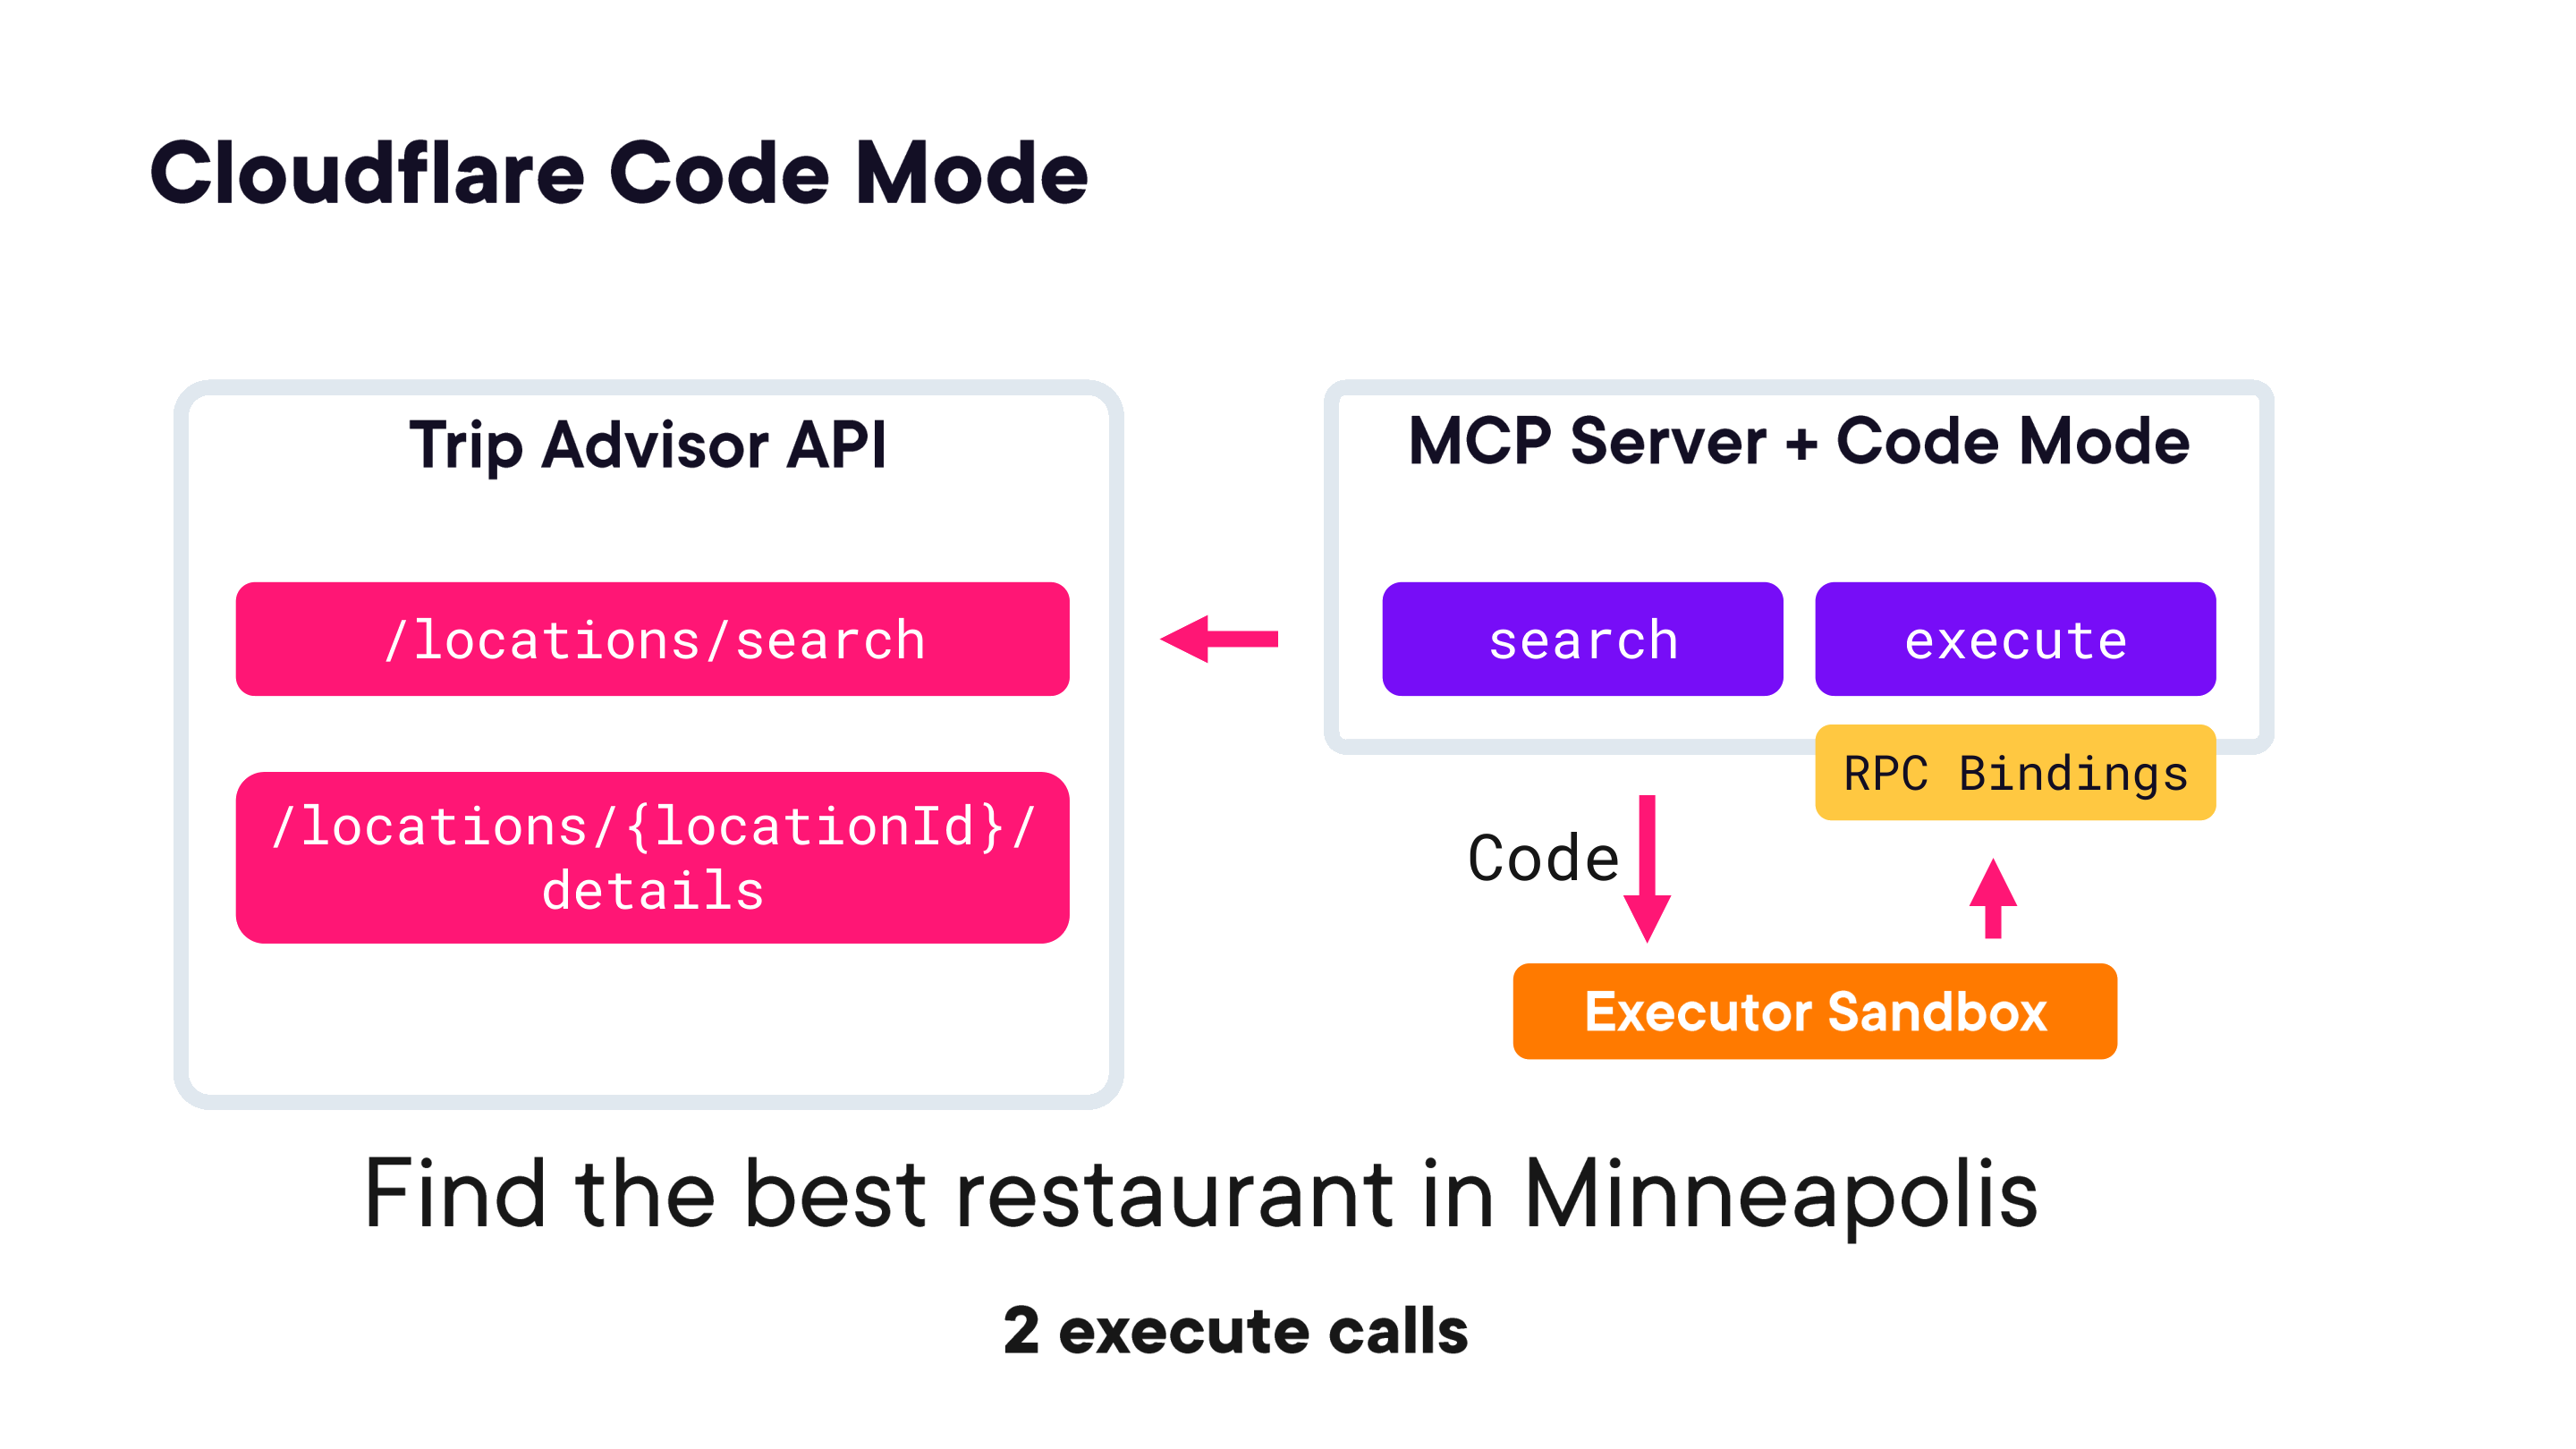 Cloudflare Code Mode
Trip Advisor API
/locations/search
/locations/{locationId}/
details
MCP Server + Code Mode
search
execute
RPC Bindings
Code
Executor Sandbox
Find the best restaurant in Minneapolis
2 execute calls